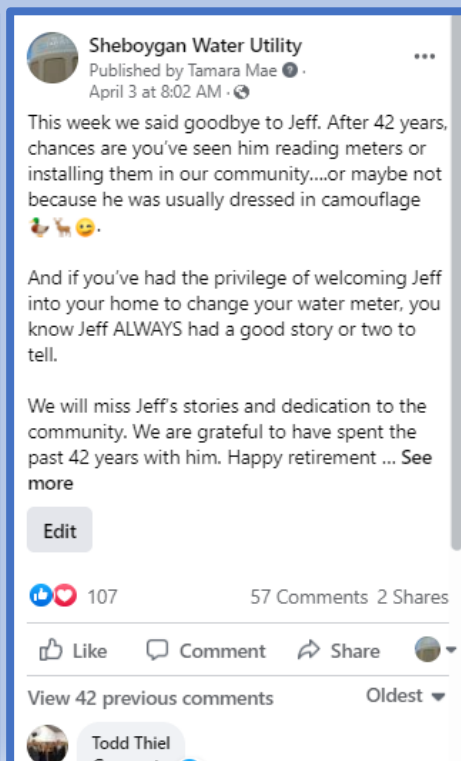 Sheboygan Water Utility
Published by Tamara Mae
April 3 at 8:02 AM ·
This week we said goodbye to Jeff. After 42 years,
chances are you've seen him reading meters or
installing them in our community....or maybe not
because he was usually dressed in camouflage
🦆🦌😉.
And if you've had the privilege of welcoming Jeff
into your home to change your water meter, you
know Jeff ALWAYS had a good story or two to
tell.
We will miss Jeff's stories and dedication to the
community. We are grateful to have spent the
past 42 years with him. Happy retirement ... See
more
Edit
107 57 Comments 2 Shares
Like Comment Share
View 42 previous comments Oldest
Todd Thiel